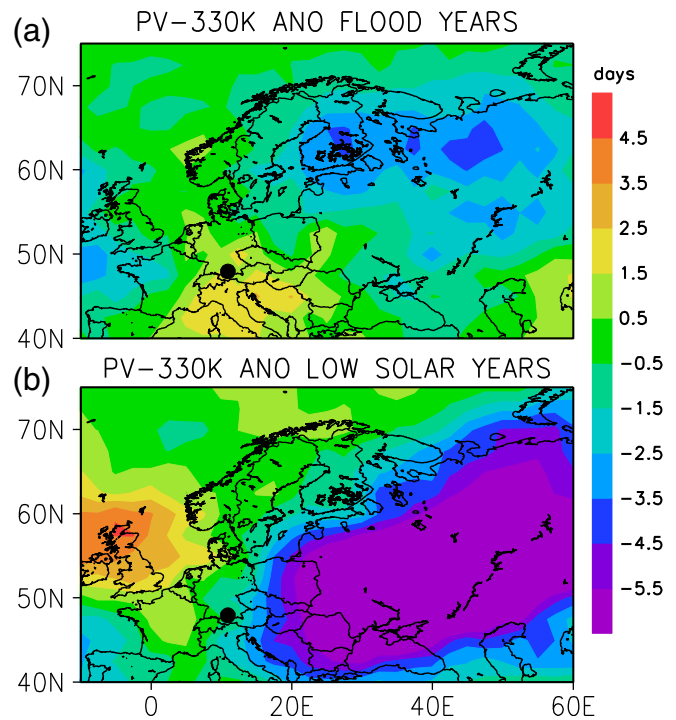 (a)
PV-330K ANO FLOOD YEARS
70N
60N
50N
40N
days
4.5
3.5
2.5
1.5
0.5
-0.5
-1.5
-2.5
-3.5
-4.5
-5.5
(b)
PV-330K ANO LOW SOLAR YEARS
70N
60N
50N
40N
0 20E 40E 60E